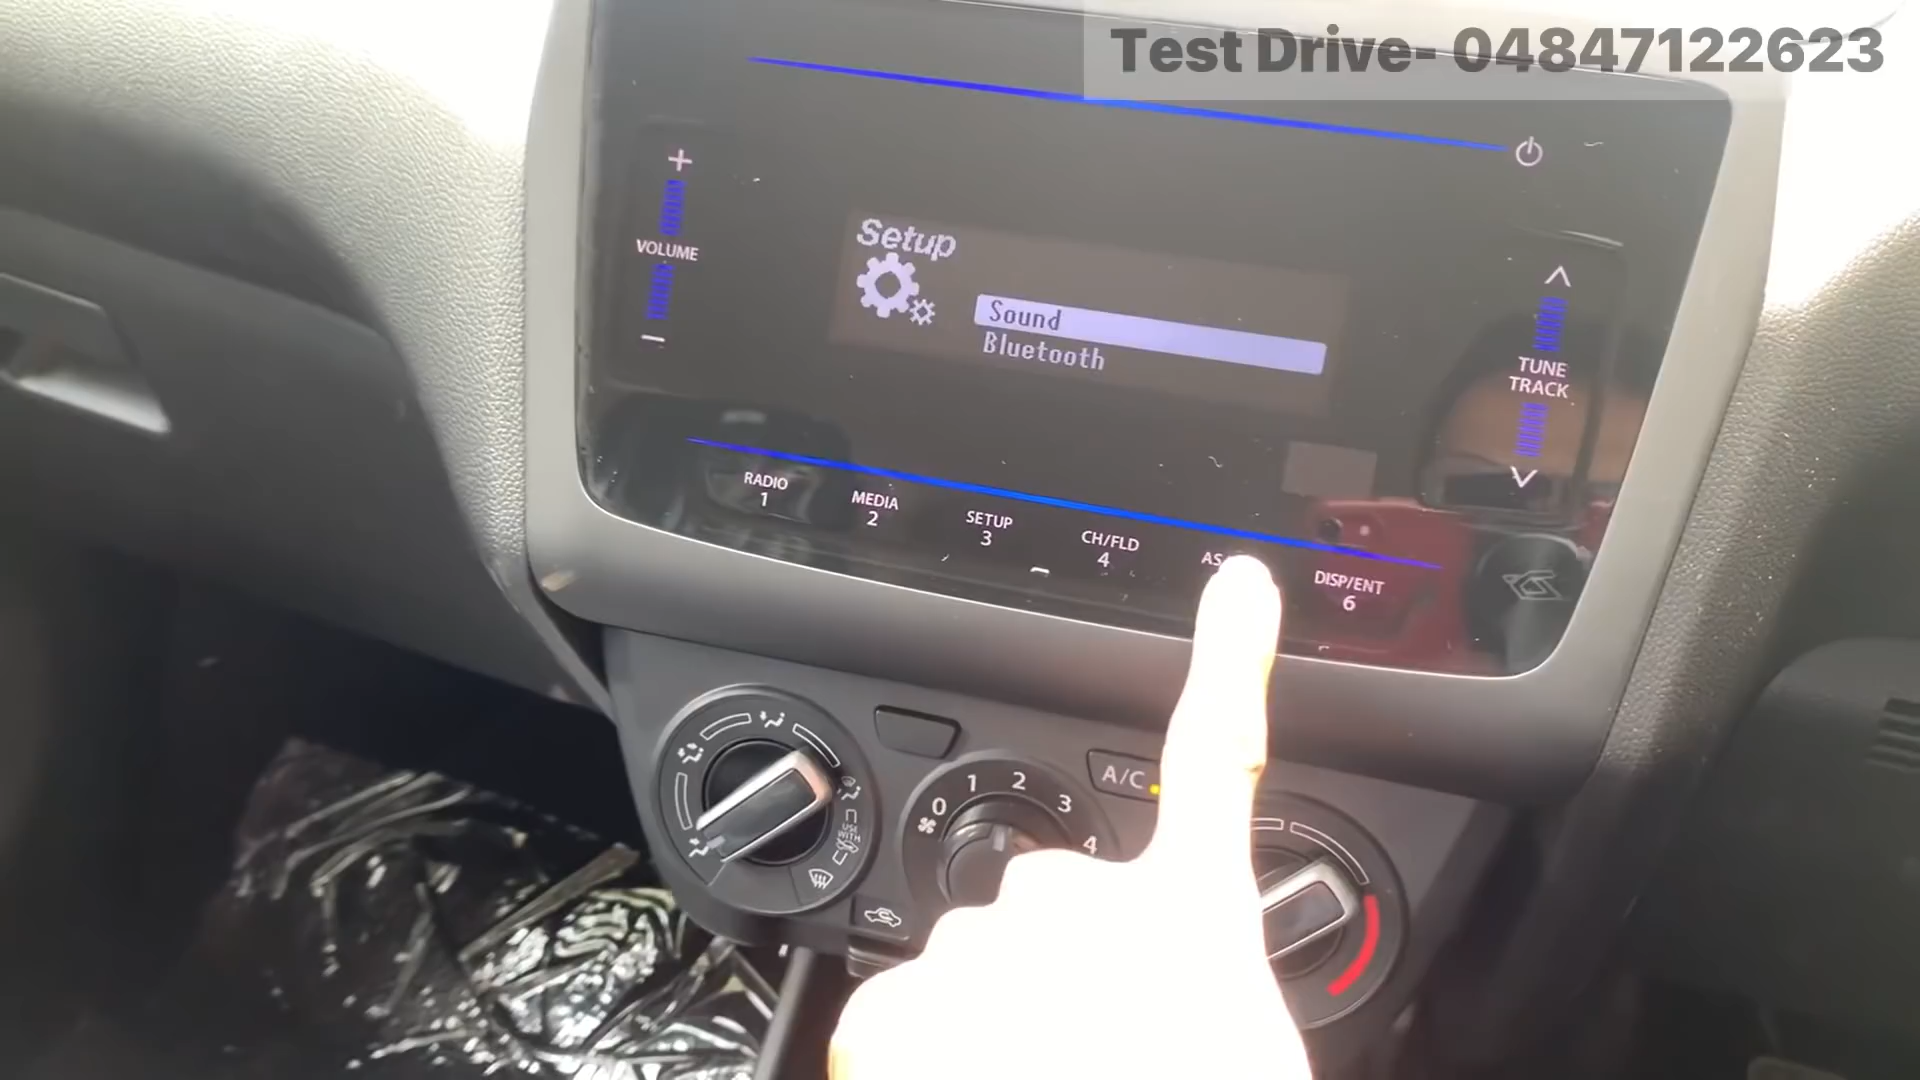 Test Drive- 04847122623
+
VOLUME
−
Setup
Sound
Bluetooth
TUNE
TRACK
RADIO
1
MEDIA
2
SETUP
3
CH/FLD
4
AS
DISP/ENT
6
0
1
2
3
4
A/C
USE
WITH